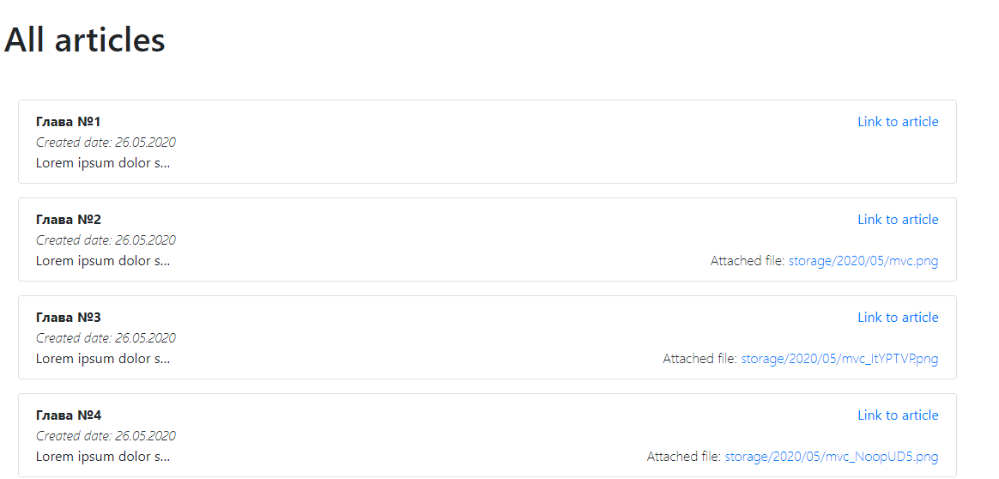 All articles
Глава №1 Link to article
Created date: 26.05.2020
Lorem ipsum dolor s...
Глава №2 Link to article
Created date: 26.05.2020
Lorem ipsum dolor s... Attached file: storage/2020/05/mvc.png
Глава №3 Link to article
Created date: 26.05.2020
Lorem ipsum dolor s... Attached file: storage/2020/05/mvc_ltYPTVP.png
Глава №4 Link to article
Created date: 26.05.2020
Lorem ipsum dolor s... Attached file: storage/2020/05/mvc_NoopUD5.png